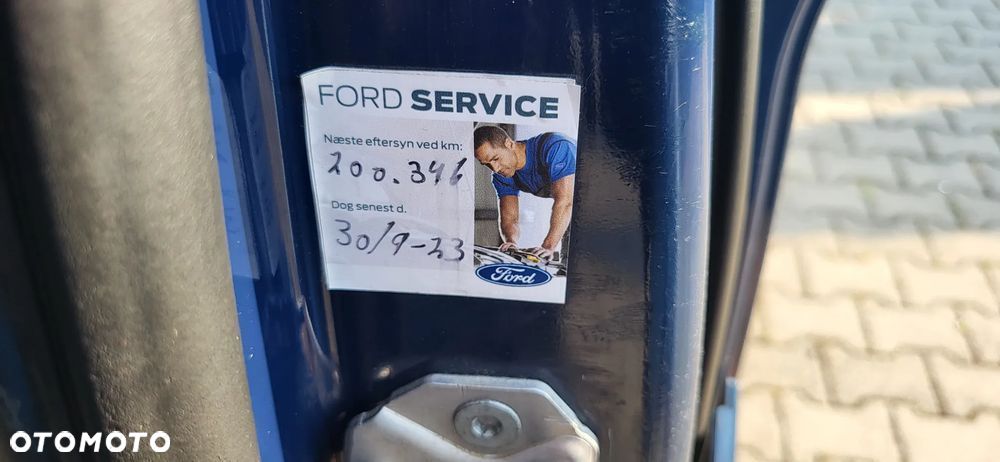 FORD SERVICE
Næste eftersyn ved km:
200.346
Dog senest d.
30/9-23
Ford
OTOMOTO